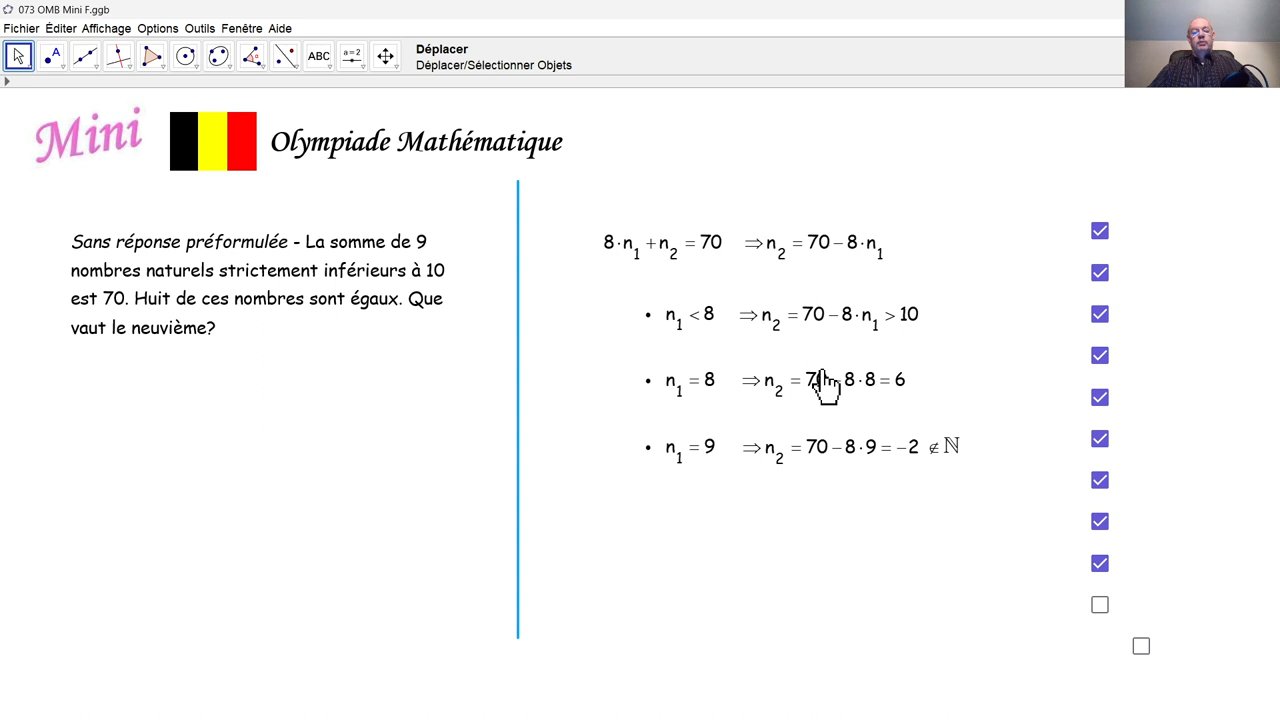 073 OMB Mini F.ggb
Fichier Éditer Affichage Options Outils Fenêtre Aide
A ABC a=2
Déplacer
Déplacer/Sélectionner Objets
Mini Olympiade Mathématique
Sans réponse préformulée - La somme de 9
nombres naturels strictement inférieurs à 10
est 70. Huit de ces nombres sont égaux. Que
vaut le neuvième?
8·n₁+n₂ = 70 ⇒n₂ = 70−8·n₁
• n₁ < 8 ⇒n₂ = 70−8·n₁ > 10
• n₁ = 8 ⇒n₂ = 70−8·8 = 6
• n₁ = 9 ⇒n₂ = 70−8·9 = −2 ∉ ℕ